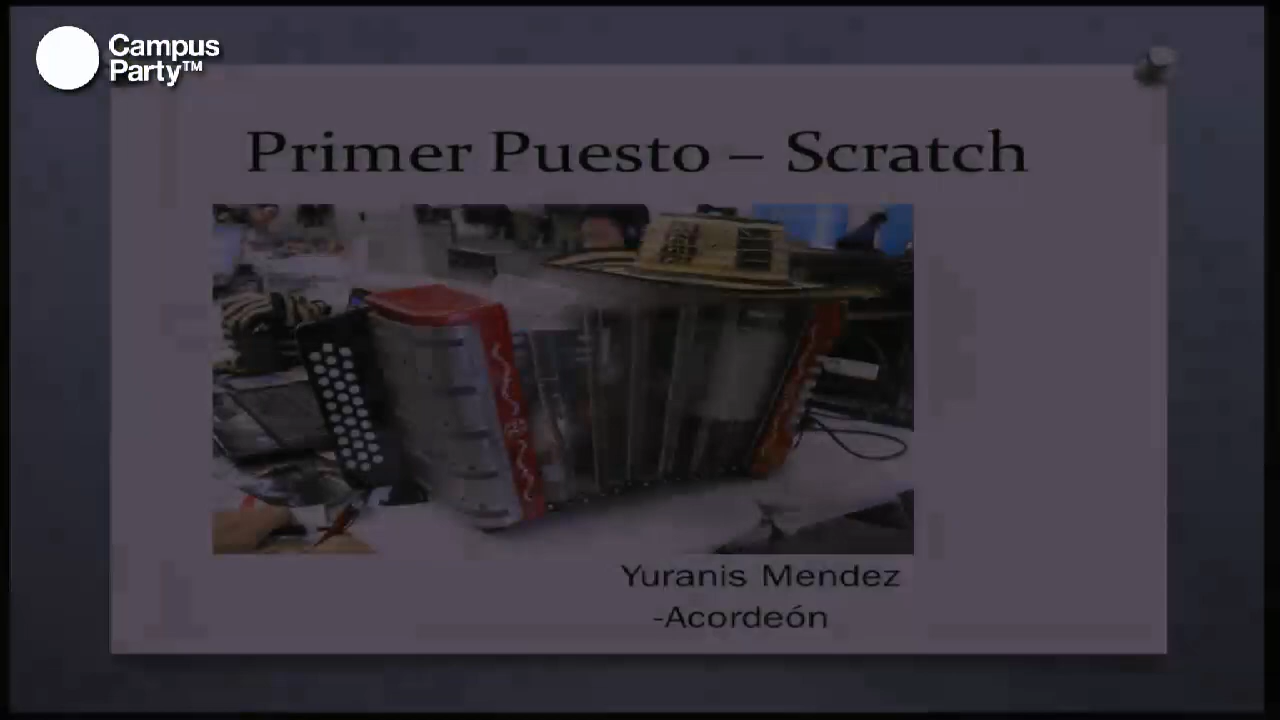 Campus
Party™
Primer Puesto – Scratch
Yuranis Mendez
-Acordeón